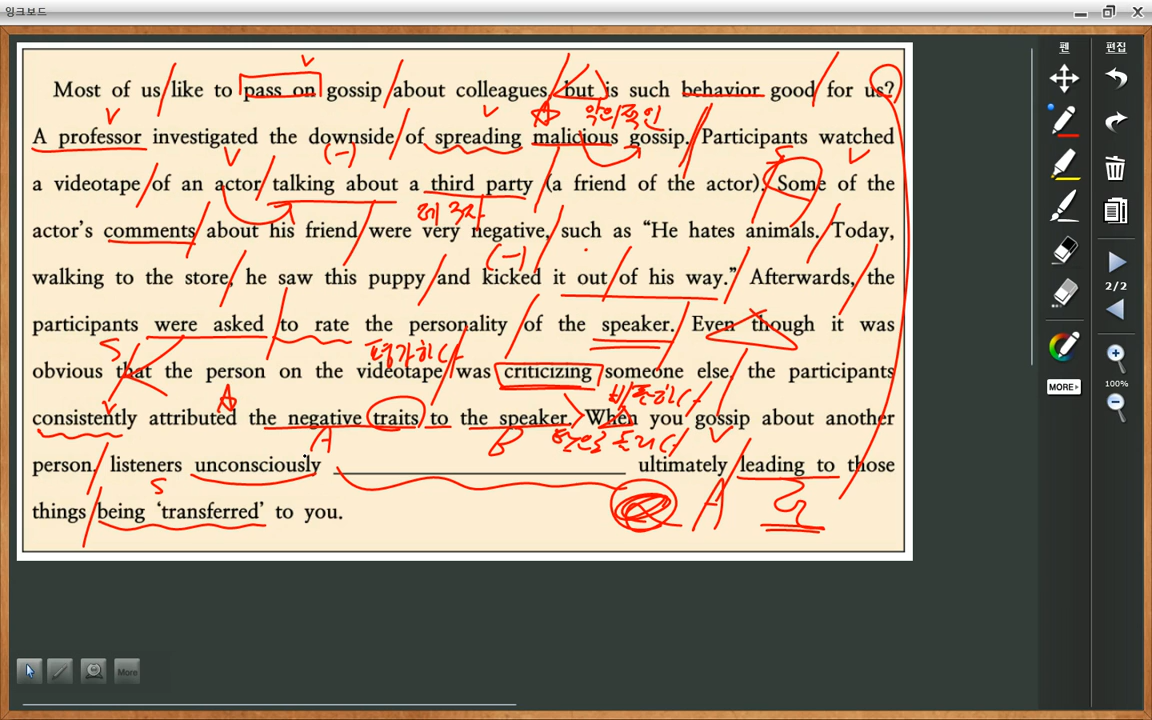 잉크보드
Most of us like to pass on gossip about colleagues, but is such behavior good for us?
악의적인
A professor investigated the downside of spreading malicious gossip. Participants watched
(-)
a videotape of an actor talking about a third party (a friend of the actor). Some of the
제 3자
actor's comments about his friend were very negative, such as “He hates animals. Today,
(-)
walking to the store, he saw this puppy and kicked it out of his way.” Afterwards, the
participants were asked to rate the personality of the speaker. Even though it was
평가하다
obvious that the person on the videotape was criticizing someone else, the participants
비판하다
consistently attributed the negative traits to the speaker. When you gossip about another
A B
person, listeners unconsciously ultimately leading to those
S
things being ‘transferred’ to you.
A
펜
편집
2/2
100%
MORE
More